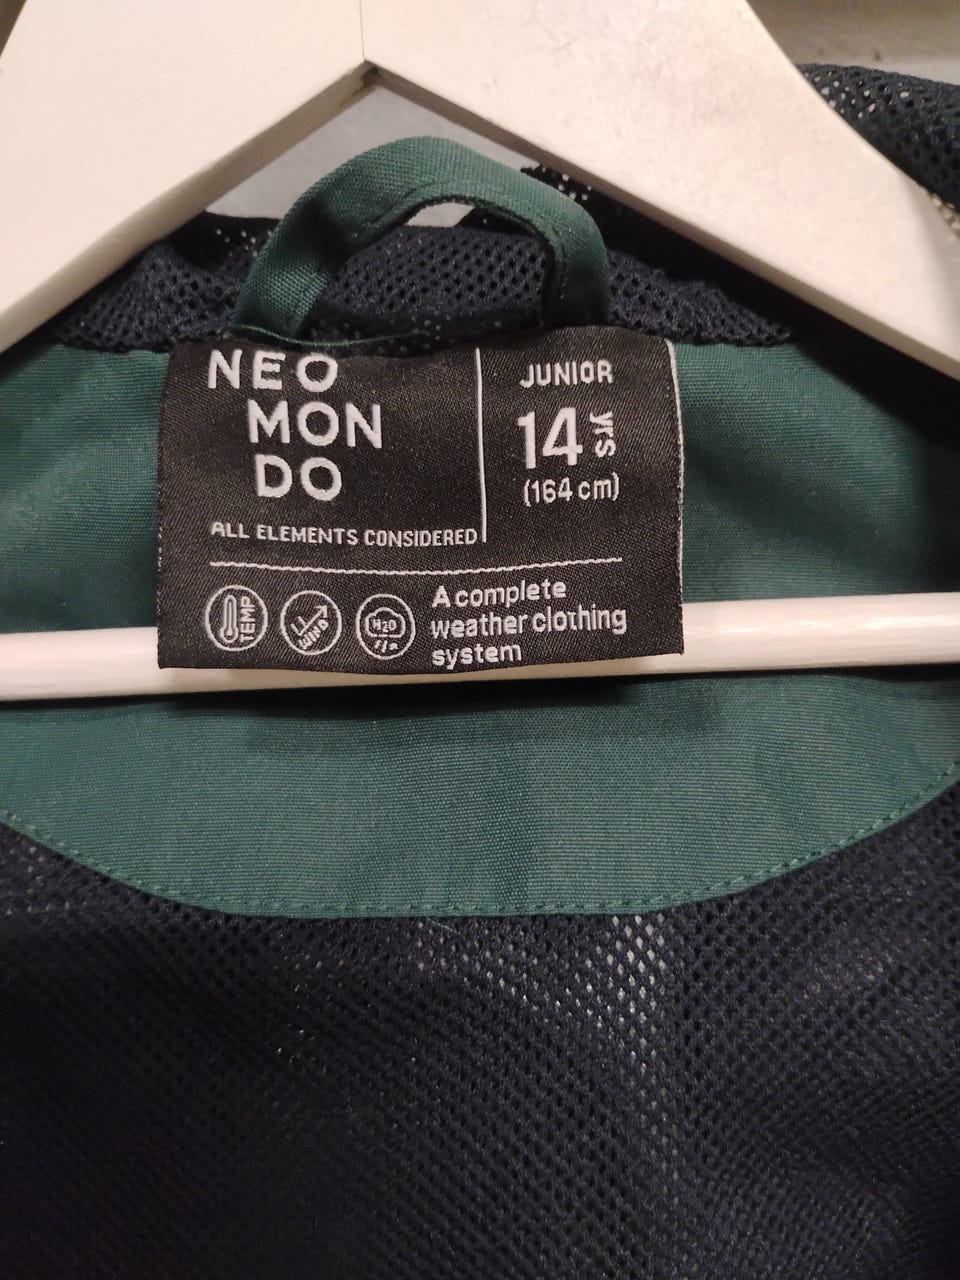 NEO
MON
DO
ALL ELEMENTS CONSIDERED
JUNIOR
14 yrs
(164 cm)
TEMP
WIND
H2O
A complete
weather clothing
system